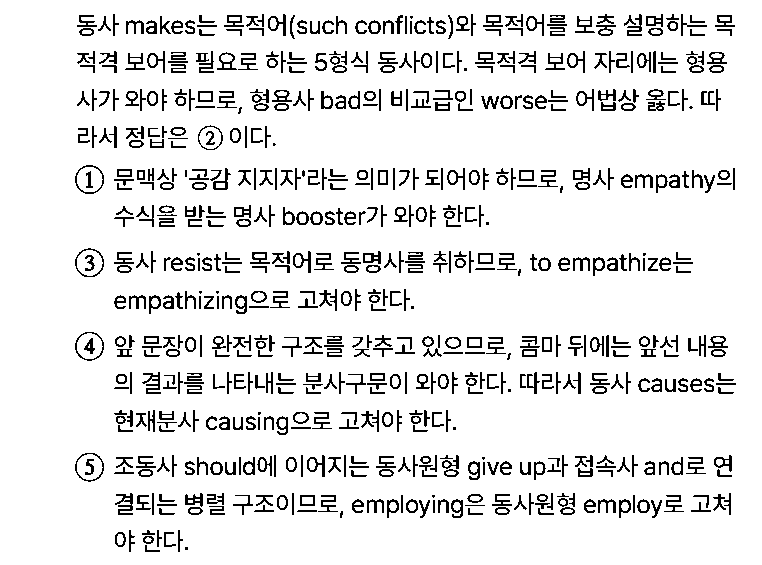 동사 makes는 목적어(such conflicts)와 목적어를 보충 설명하는 목
적격 보어를 필요로 하는 5형식 동사이다. 목적격 보어 자리에는 형용
사가 와야 하므로, 형용사 bad의 비교급인 worse는 어법상 옳다. 따
라서 정답은 ②이다.
① 문맥상 '공감 지지자'라는 의미가 되어야 하므로, 명사 empathy의
수식을 받는 명사 booster가 와야 한다.
③ 동사 resist는 목적어로 동명사를 취하므로, to empathize는
empathizing으로 고쳐야 한다.
④ 앞 문장이 완전한 구조를 갖추고 있으므로, 콤마 뒤에는 앞선 내용
의 결과를 나타내는 분사구문이 와야 한다. 따라서 동사 causes는
현재분사 causing으로 고쳐야 한다.
⑤ 조동사 should에 이어지는 동사원형 give up과 접속사 and로 연
결되는 병렬 구조이므로, employing은 동사원형 employ로 고쳐
야 한다.